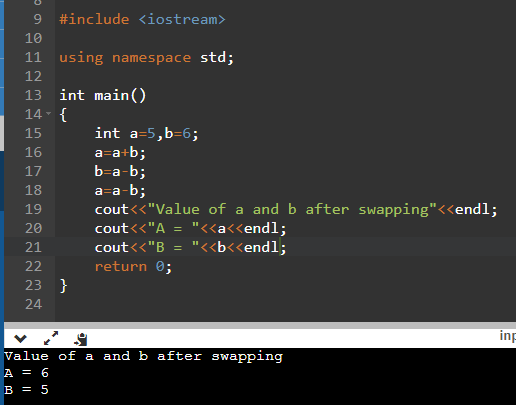 9 #include <iostream>
10
11 using namespace std;
12
13 int main()
14 {
15 int a=5,b=6;
16 a=a+b;
17 b=a-b;
18 a=a-b;
19 cout<<"Value of a and b after swapping"<<endl;
20 cout<<"A = "<<a<<endl;
21 cout<<"B = "<<b<<endl;
22 return 0;
23 }
24
inp
Value of a and b after swapping
A = 6
B = 5